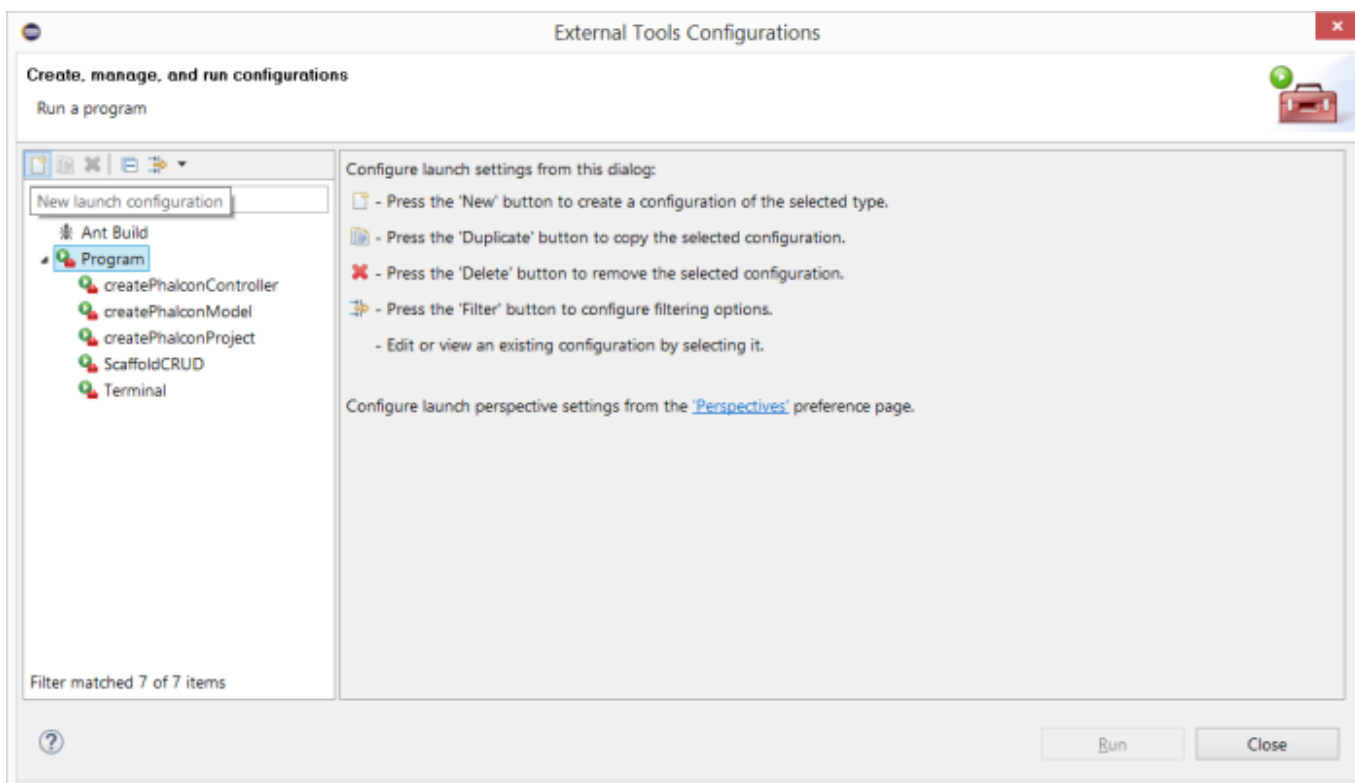 External Tools Configurations
Create, manage, and run configurations
Run a program
New launch configuration
Ant Build
Program
createPhalconController
createPhalconModel
createPhalconProject
ScaffoldCRUD
Terminal
Filter matched 7 of 7 items
Configure launch settings from this dialog:
- Press the 'New' button to create a configuration of the selected type.
- Press the 'Duplicate' button to copy the selected configuration.
- Press the 'Delete' button to remove the selected configuration.
- Press the 'Filter' button to configure filtering options.
- Edit or view an existing configuration by selecting it.
Configure launch perspective settings from the 'Perspectives' preference page.
Run
Close